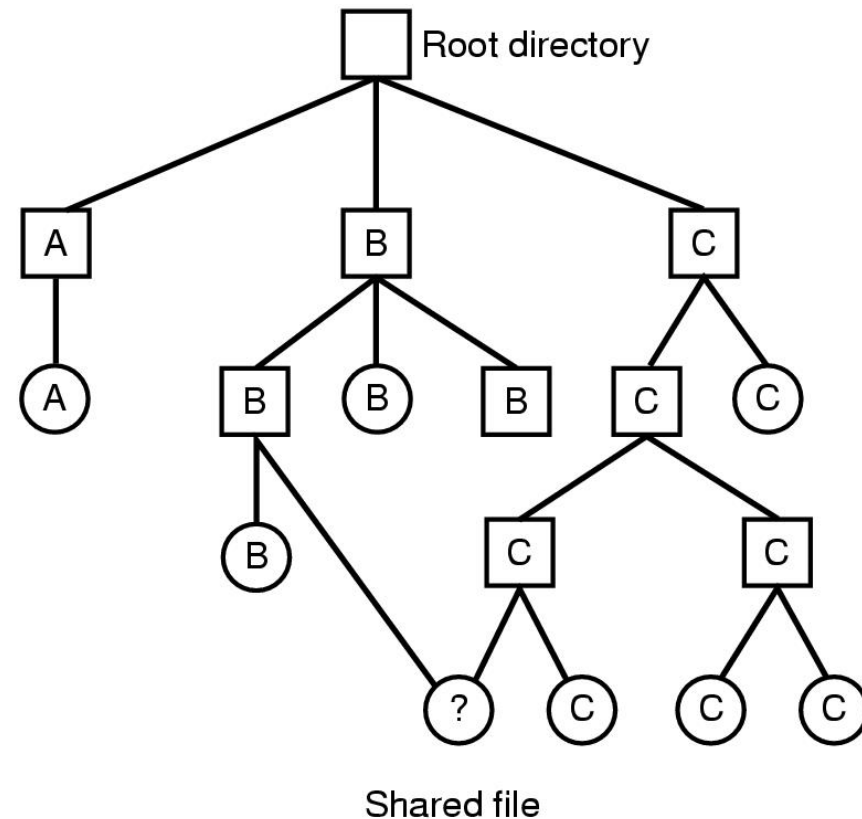 Root directory
A B C
A B B B C C
B C C
? C C C
Shared file